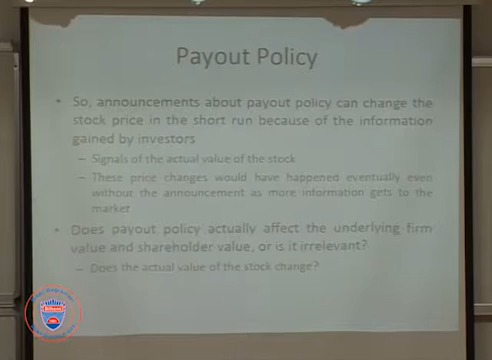 Payout Policy
• So, announcements about payout policy can change the
stock price in the short run because of the information
gained by investors
– Signals of the actual value of the stock
– These price changes would have happened eventually even
without the announcement as more information gets to the
market
• Does payout policy actually affect the underlying firm
value and shareholder value, or is it irrelevant?
– Does the actual value of the stock change?